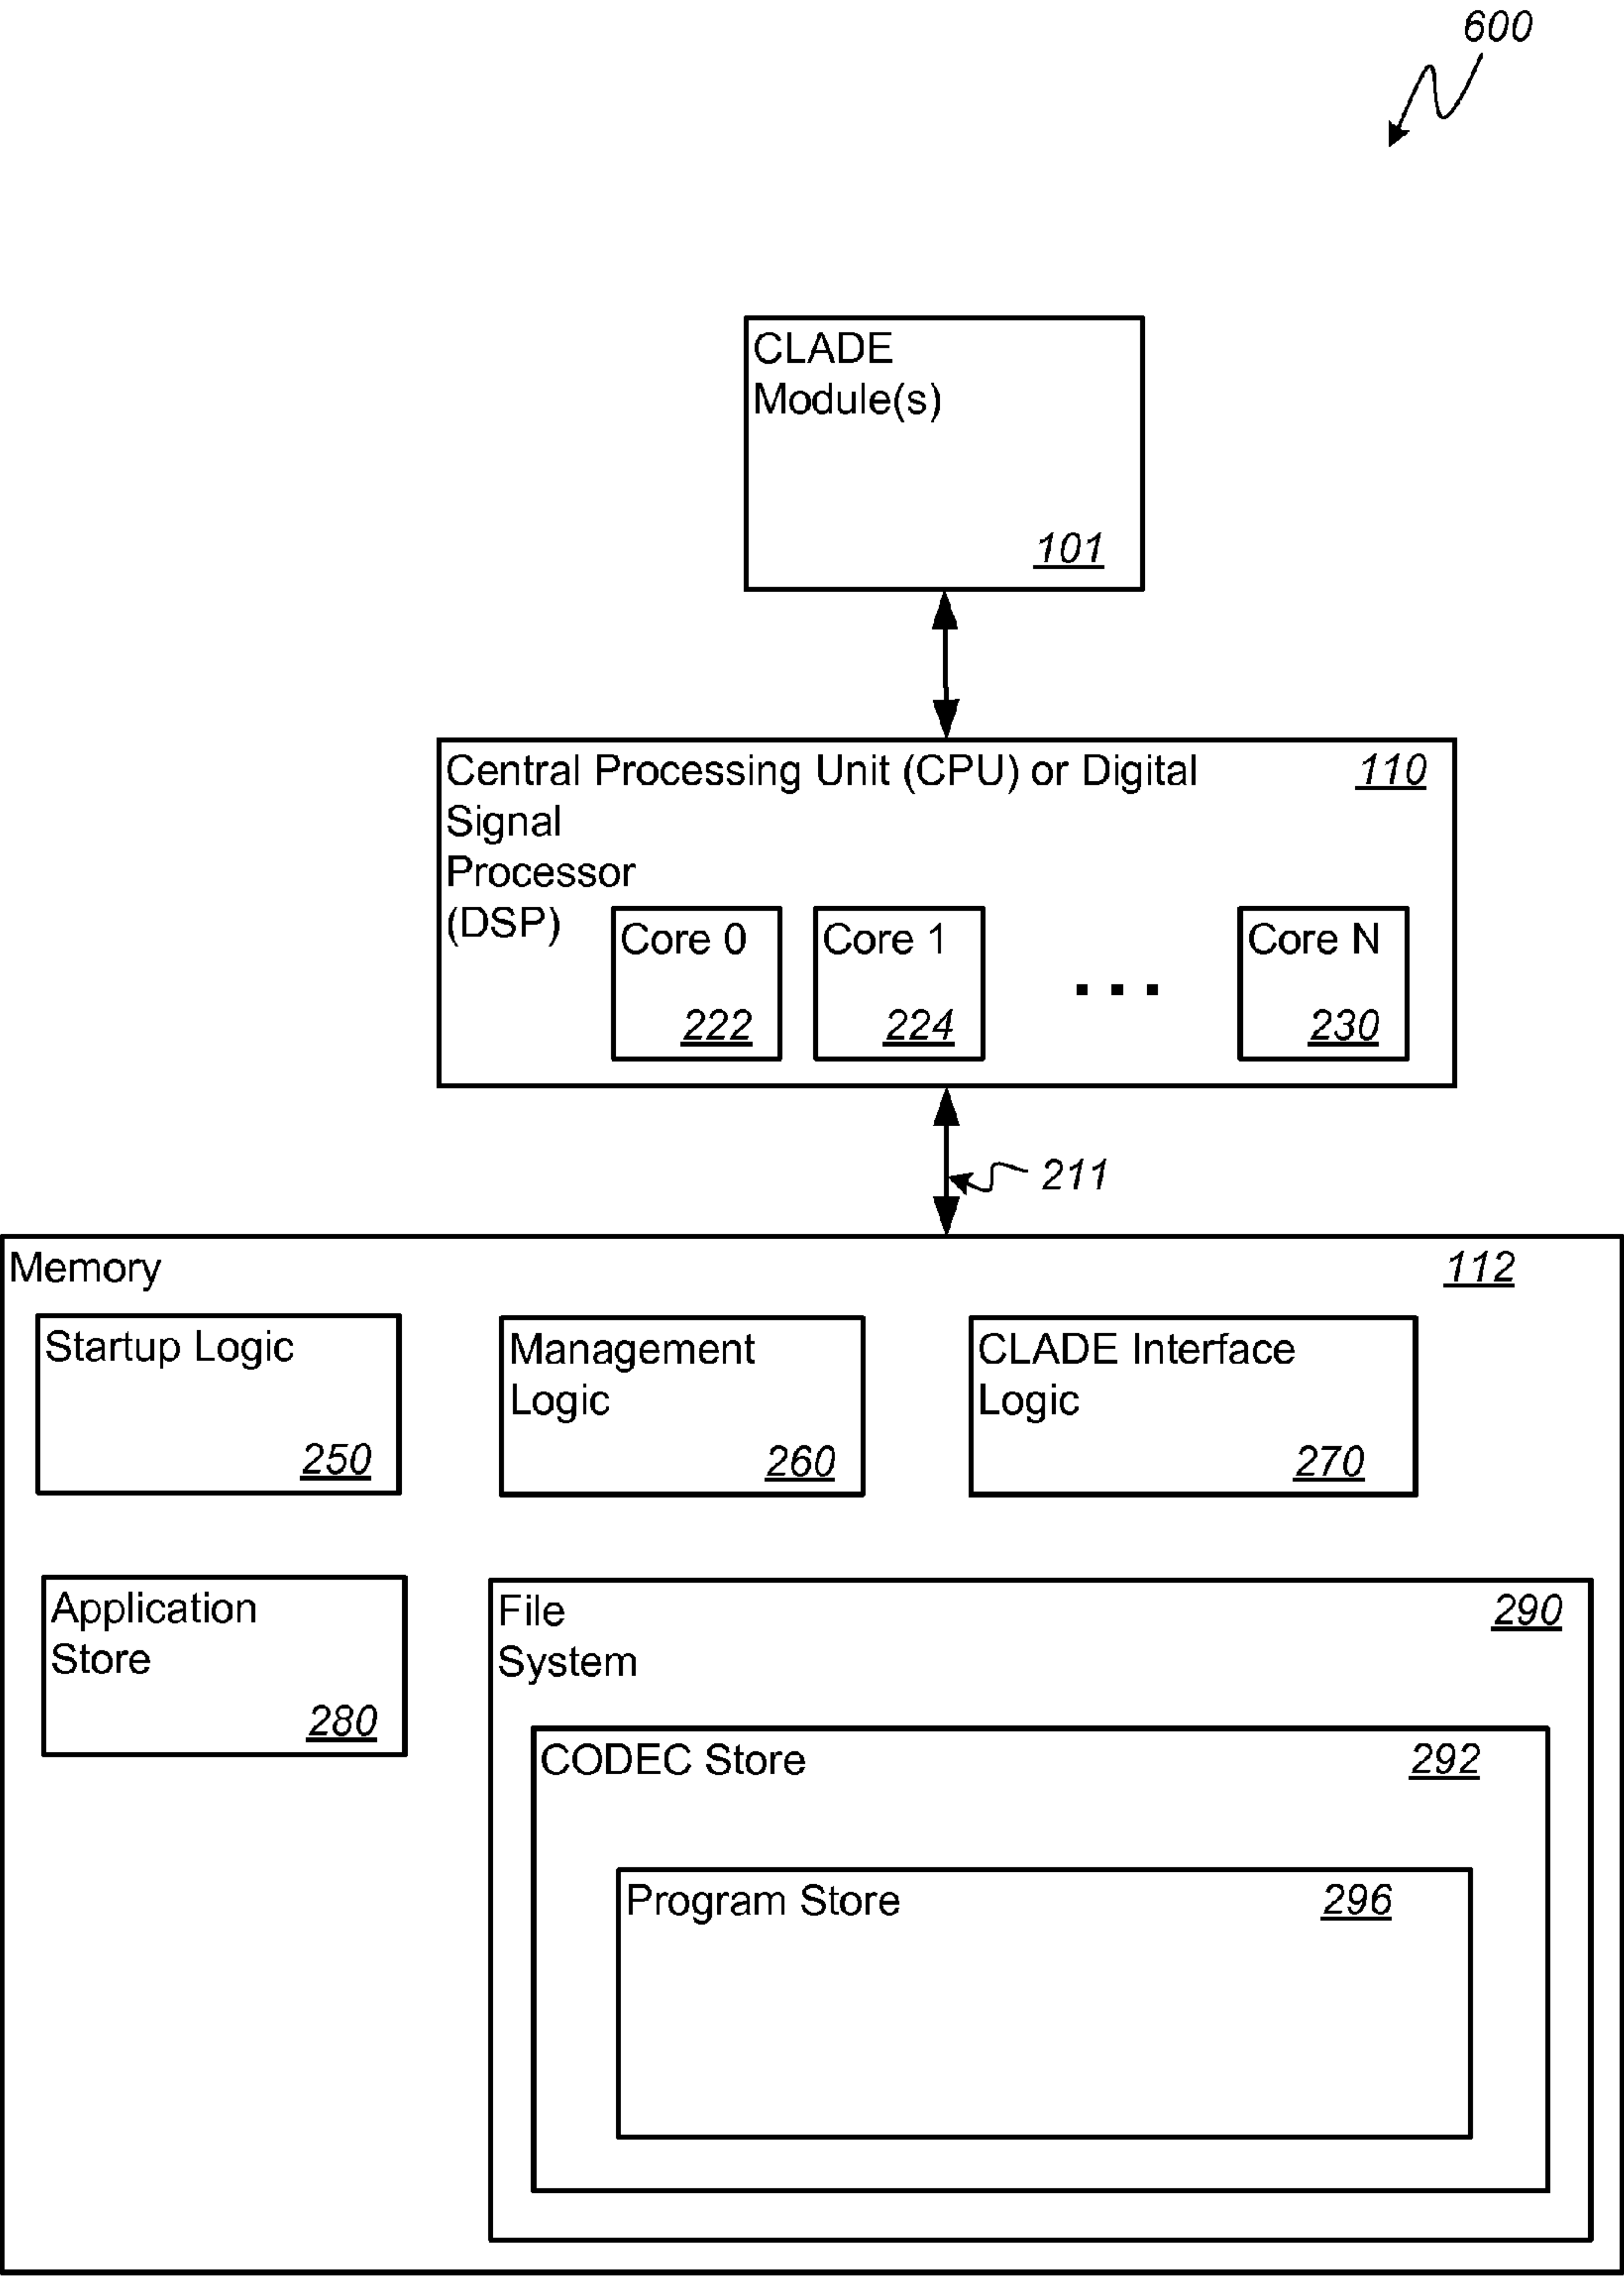 600
CLADE
Module(s)
101
Central Processing Unit (CPU) or Digital
110
Signal
Processor
(DSP)
Core 0
222
Core 1
224
. . .
Core N
230
211
Memory
112
Startup Logic
250
Management
Logic
260
CLADE Interface
Logic
270
Application
Store
280
File
System
290
CODEC Store
292
Program Store
296